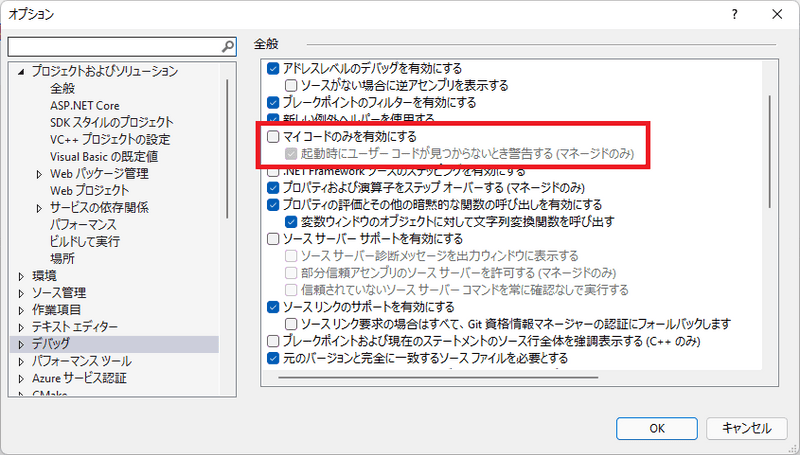 オプション
?
全般
プロジェクトおよびソリューション
全般
ASP.NET Core
SDK スタイルのプロジェクト
VC++ プロジェクトの設定
Visual Basic の既定値
Web パッケージ管理
Web プロジェクト
サービスの依存関係
パフォーマンス
ビルドして実行
場所
環境
ソース管理
作業項目
テキスト エディター
デバッグ
パフォーマンス ツール
Azure サービス認証
CMake
アドレスレベルのデバッグを有効にする
ソースがない場合に逆アセンブリを表示する
ブレークポイントのフィルターを有効にする
新しい例外ヘルパーを使用する
マイ コードのみを有効にする
起動時にユーザー コードが見つからないとき警告する (マネージドのみ)
.NET Framework ソースのステッピングを有効にする
プロパティおよび演算子をステップ オーバーする (マネージドのみ)
プロパティの評価とその他の暗黙的な関数の呼び出しを有効にする
変数ウィンドウのオブジェクトに対して文字列変換関数を呼び出す
ソース サーバー サポートを有効にする
ソース サーバー診断メッセージを出力ウィンドウに表示する
部分信頼アセンブリのソース サーバーを許可する (マネージドのみ)
信頼されていないソース サーバー コマンドを常に確認なしで実行する
ソース リンクのサポートを有効にする
ソース リンク要求の場合はすべて、Git 資格情報マネージャーの認証にフォールバックします
ブレークポイントおよび現在のステートメントのソース行全体を強調表示する (C++ のみ)
元のバージョンと完全に一致するソース ファイルを必要とする
OK
キャンセル